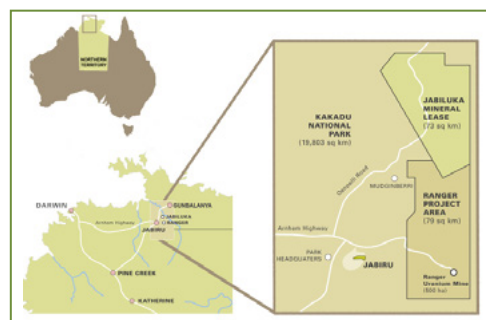 NORTHERN
TERRITORY
DARWIN
Arnhem Highway
GUNBALANYA
JABILUKA
RANGER
JABIRU
PINE CREEK
KATHERINE
KAKADU
NATIONAL
PARK
(19,803 sq km)
JABILUKA
MINERAL
LEASE
(73 sq km)
Oenpelli Road
MUDGINBERRI
RANGER
PROJECT
AREA
(79 sq km)
Arnhem Highway
PARK
HEADQUATERS
JABIRU
Ranger
Uranium Mine